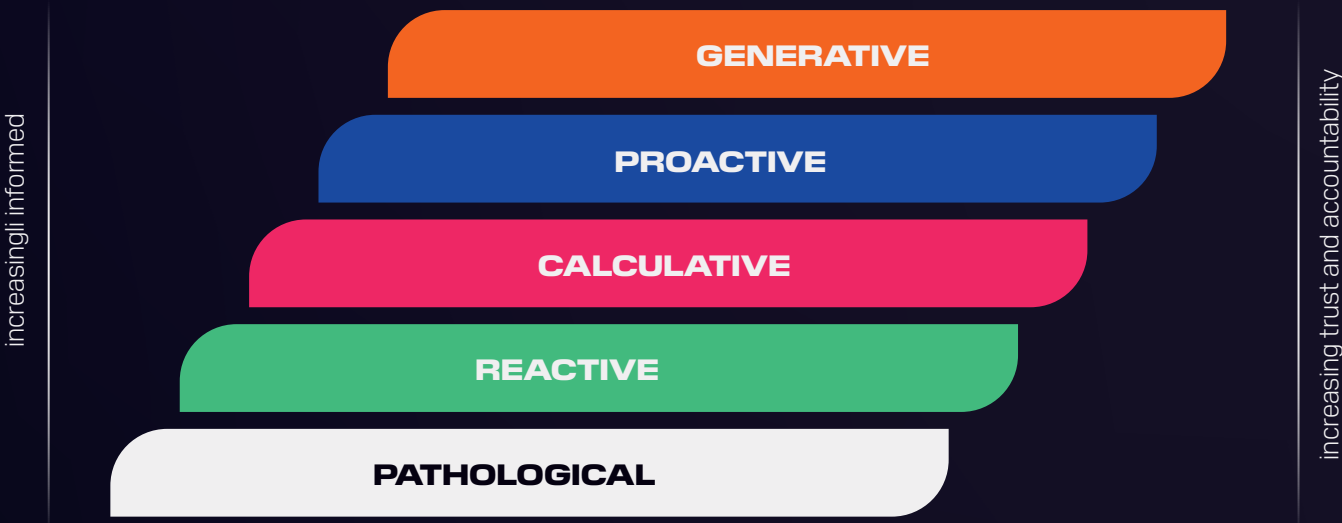 increasingli informed
GENERATIVE
PROACTIVE
CALCULATIVE
REACTIVE
PATHOLOGICAL
increasing trust and accountability